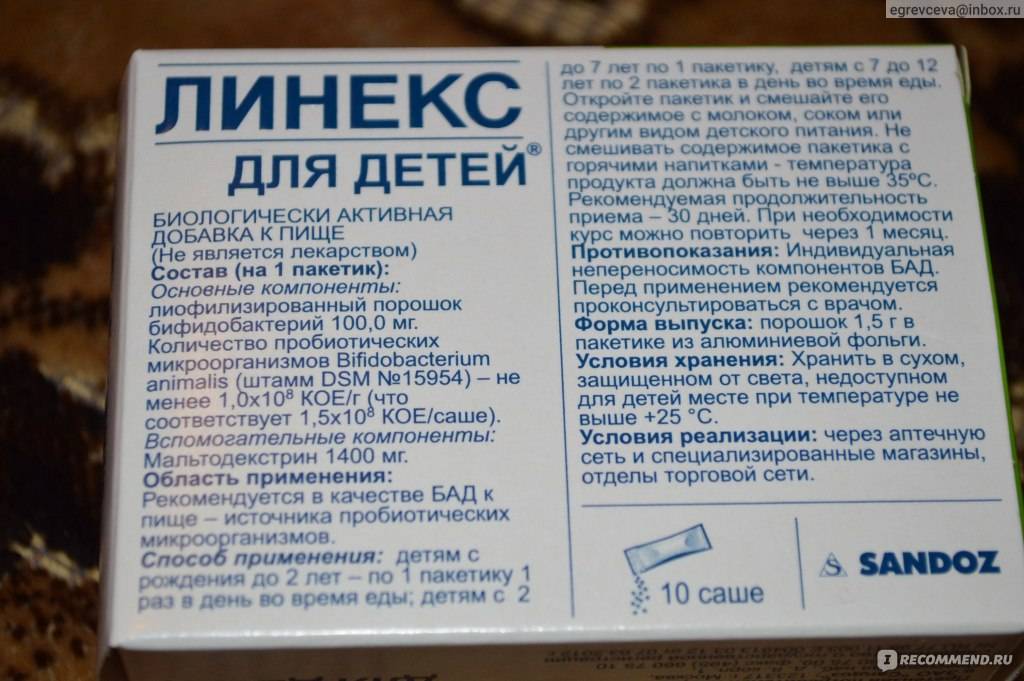 egrevceva@inbox.ru
ЛИНЕКС
ДЛЯ ДЕТЕЙ®
БИОЛОГИЧЕСКИ АКТИВНАЯ
ДОБАВКА К ПИЩЕ
(Не является лекарством)
Состав (на 1 пакетик):
Основные компоненты:
лиофилизированный порошок
бифидобактерий 100,0 мг.
Количество пробиотических
микроорганизмов Bifidobacterium
animalis (штамм DSM №15954) – не
менее 1,0х10⁸ КОЕ/г (что
соответствует 1,5х10⁸ КОЕ/саше).
Вспомогательные компоненты:
Мальтодекстрин 1400 мг.
Область применения:
Рекомендуется в качестве БАД к
пище – источника пробиотических
микроорганизмов.
Способ применения: детям с
рождения до 2 лет – по 1 пакетику 1
раз в день во время еды; детям с 2
до 7 лет по 1 пакетику, детям с 7 до 12
лет по 2 пакетика в день во время еды.
Откройте пакетик и смешайте его
содержимое с молоком, соком или
другим видом детского питания. Не
смешивать содержимое пакетика с
горячими напитками - температура
продукта должна быть не выше 35ºС.
Рекомендуемая продолжительность
приема – 30 дней. При необходимости
курс можно повторить через 1 месяц.
Противопоказания: Индивидуальная
непереносимость компонентов БАД.
Перед применением рекомендуется
проконсультироваться с врачом.
Форма выпуска: порошок 1,5 г в
пакетике из алюминиевой фольги.
Условия хранения: Хранить в сухом,
защищенном от света, недоступном
для детей месте при температуре не
выше +25 °С.
Условия реализации: через аптечную
сеть и специализированные магазины,
отделы торговой сети.
10 саше
SANDOZ
IRECOMMEND.RU